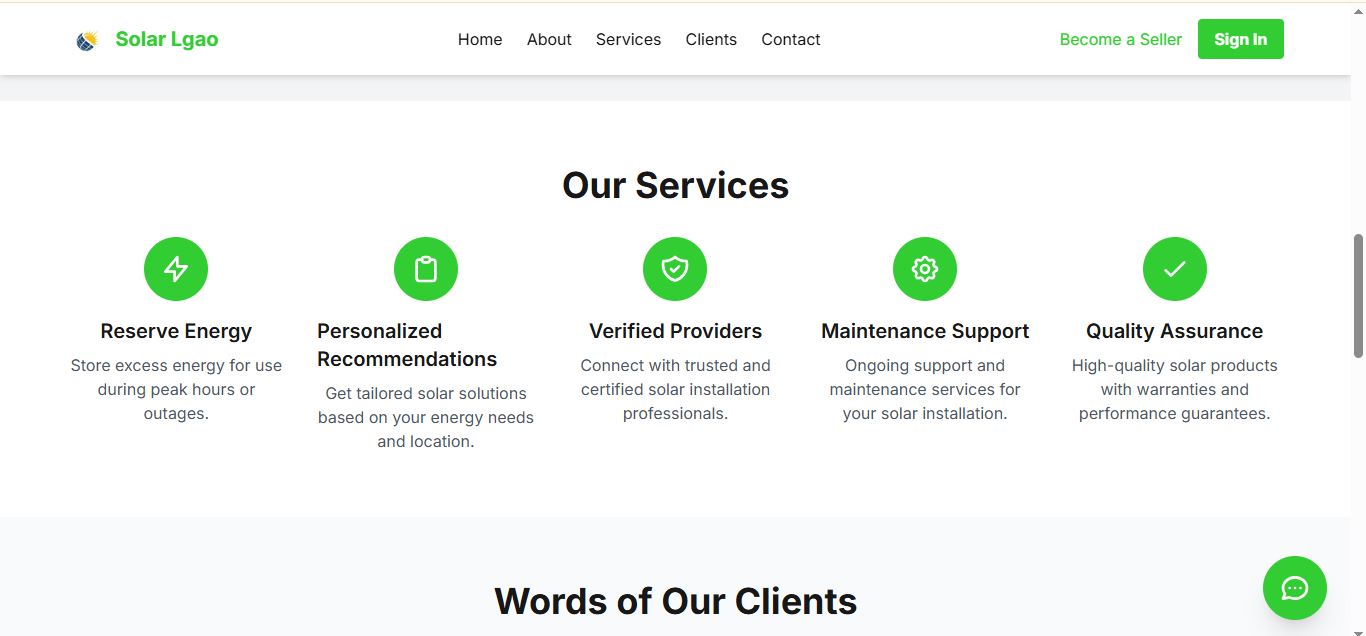 Solar Lgao
Home
About
Services
Clients
Contact
Become a Seller
Sign In
Our Services
Reserve Energy
Store excess energy for use
during peak hours or
outages.
Personalized
Recommendations
Get tailored solar solutions
based on your energy needs
and location.
Verified Providers
Connect with trusted and
certified solar installation
professionals.
Maintenance Support
Ongoing support and
maintenance services for
your solar installation.
Quality Assurance
High-quality solar products
with warranties and
performance guarantees.
Words of Our Clients